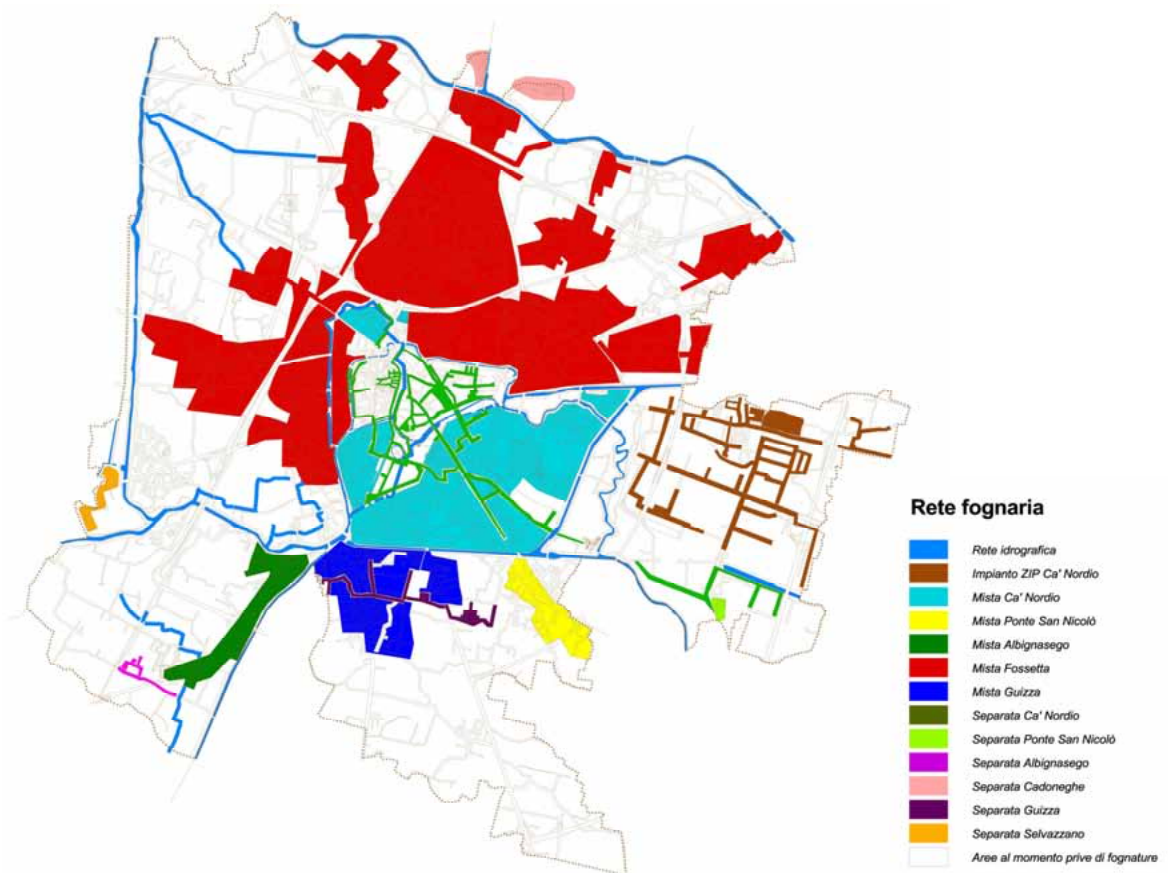 Rete fognaria
Rete idrografica
Impianto ZIP Ca' Nordio
Mista Ca' Nordio
Mista Ponte San Nicolò
Mista Albignasego
Mista Fossetta
Mista Guizza
Separata Ca' Nordio
Separata Ponte San Nicolò
Separata Albignasego
Separata Cadoneghe
Separata Guizza
Separata Selvazzano
Aree al momento prive di fognature